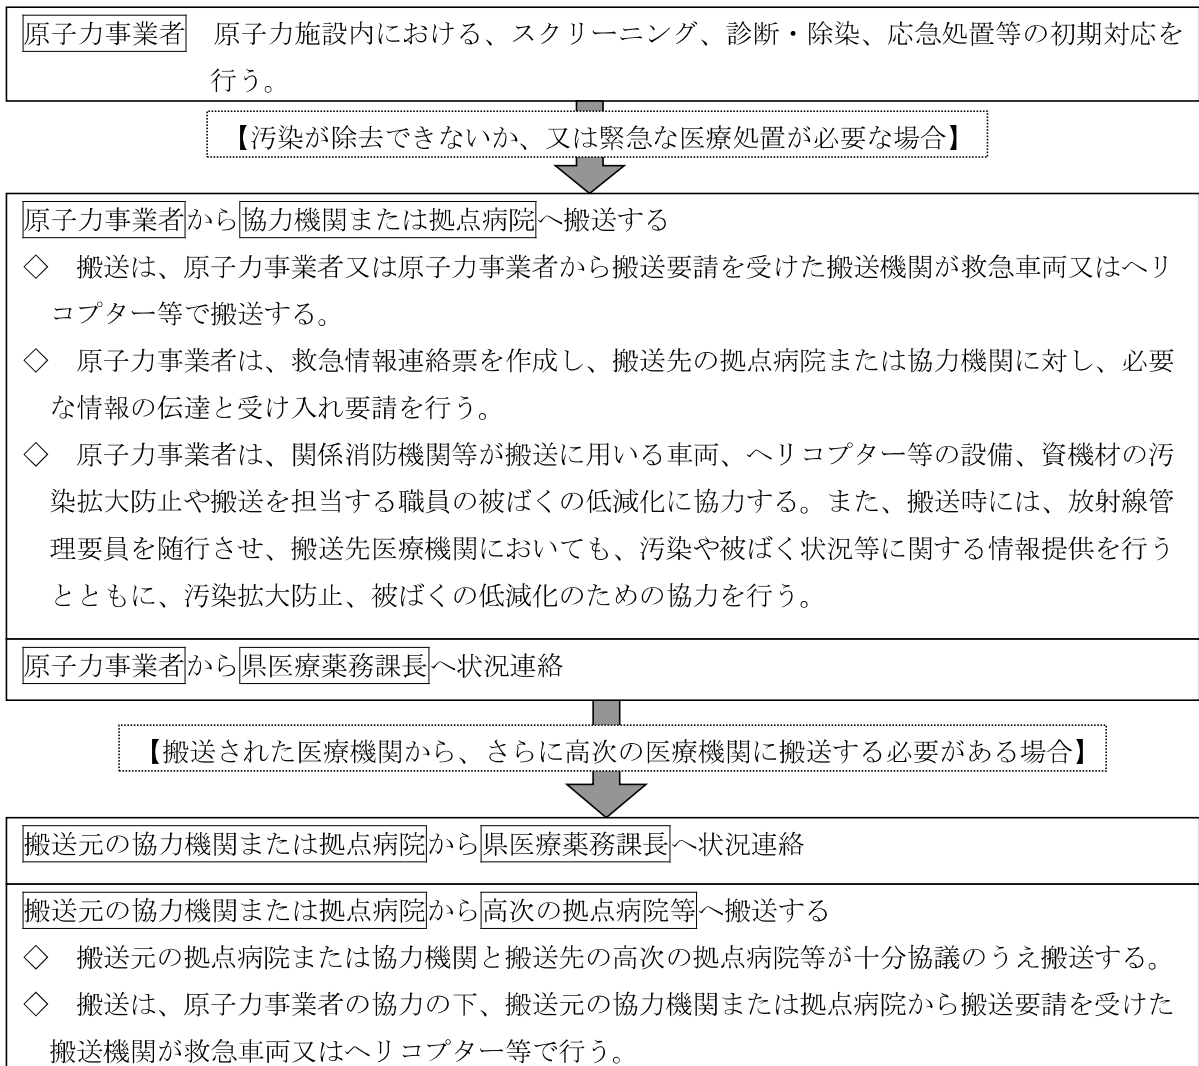 原子力事業者　原子力施設内における、スクリーニング、診断・除染、応急処置等の初期対応を
行う。
【汚染が除去できないか、又は緊急な医療処置が必要な場合】
原子力事業者から協力機関または拠点病院へ搬送する
◇　搬送は、原子力事業者又は原子力事業者から搬送要請を受けた搬送機関が救急車両又はヘリ
コプター等で搬送する。
◇　原子力事業者は、救急情報連絡票を作成し、搬送先の拠点病院または協力機関に対し、必要
な情報の伝達と受け入れ要請を行う。
◇　原子力事業者は、関係消防機関等が搬送に用いる車両、ヘリコプター等の設備、資機材の汚
染拡大防止や搬送を担当する職員の被ばくの低減化に協力する。また、搬送時には、放射線管
理要員を随行させ、搬送先医療機関においても、汚染や被ばく状況等に関する情報提供を行う
とともに、汚染拡大防止、被ばくの低減化のための協力を行う。
原子力事業者から県医療薬務課長へ状況連絡
【搬送された医療機関から、さらに高次の医療機関に搬送する必要がある場合】
搬送元の協力機関または拠点病院から県医療薬務課長へ状況連絡
搬送元の協力機関または拠点病院から高次の拠点病院等へ搬送する
◇　搬送元の拠点病院または協力機関と搬送先の高次の拠点病院等が十分協議のうえ搬送する。
◇　搬送は、原子力事業者の協力の下、搬送元の協力機関または拠点病院から搬送要請を受けた
搬送機関が救急車両又はヘリコプター等で行う。